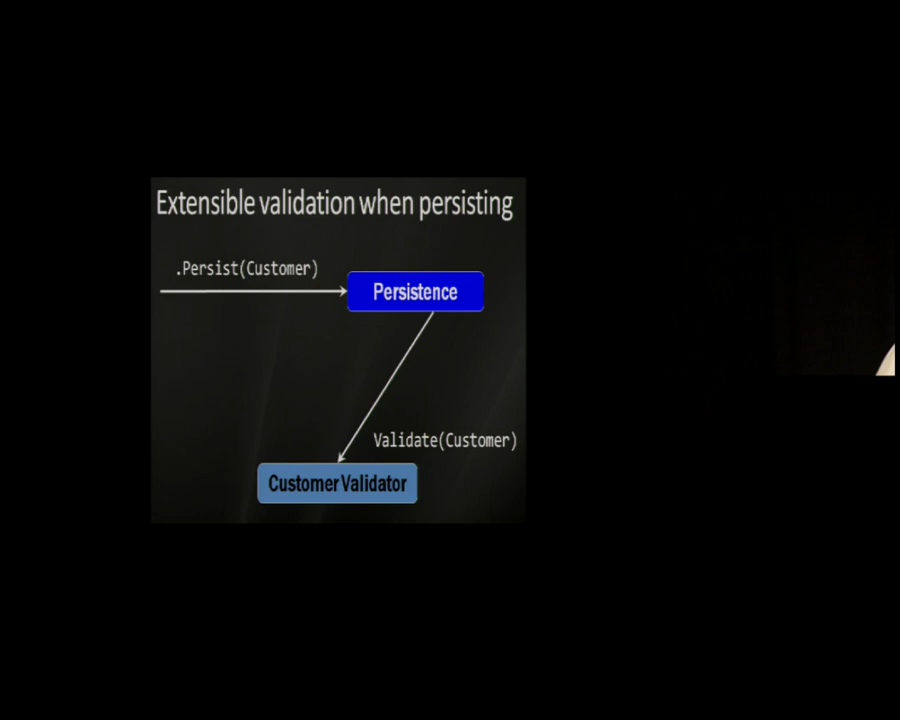 Extensible validation when persisting
.Persist(Customer)
Persistence
Validate(Customer)
Customer Validator